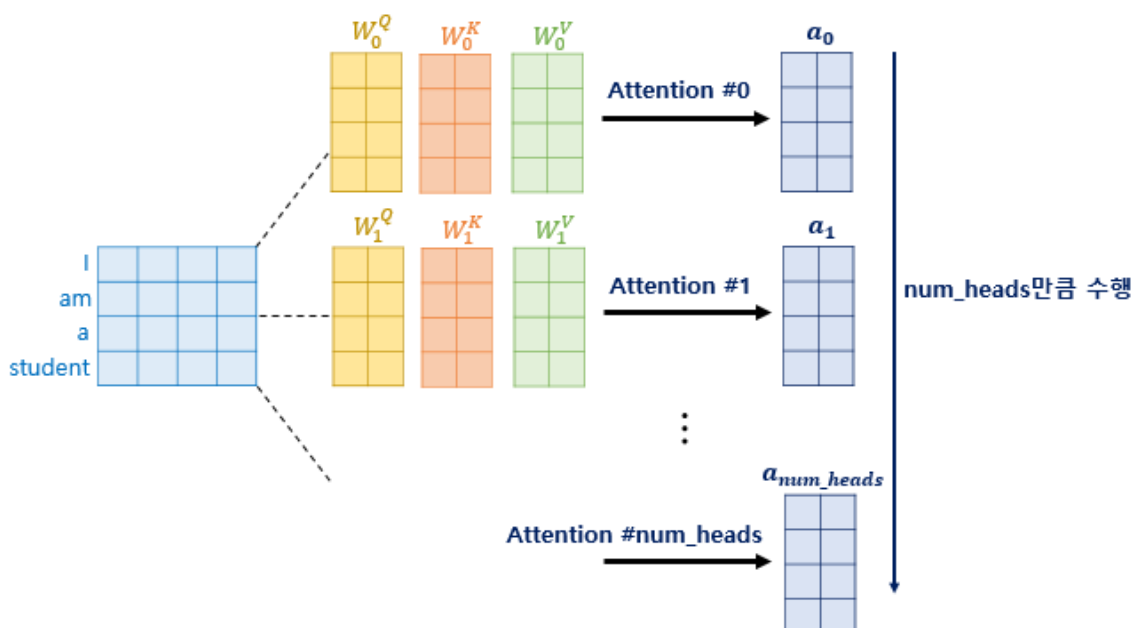 W_0^Q W_0^K W_0^V a_0
Attention #0
W_1^Q W_1^K W_1^V a_1
I
am
a
student
Attention #1
num_heads만큼 수행
⋮
a_num_heads
Attention #num_heads